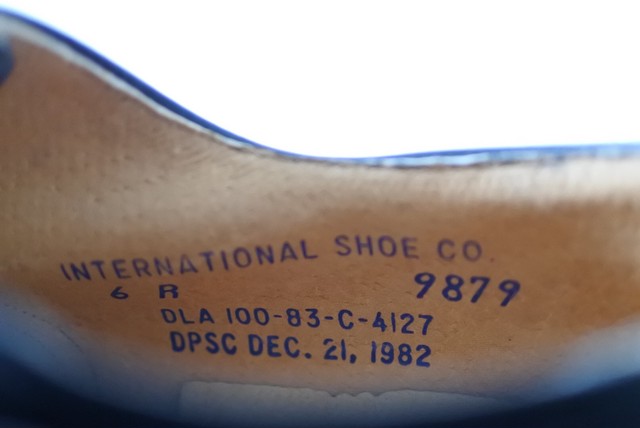 INTERNATIONAL SHOE CO.
6 R 9879
DLA 100-83-C-4127
DPSC DEC. 21, 1982